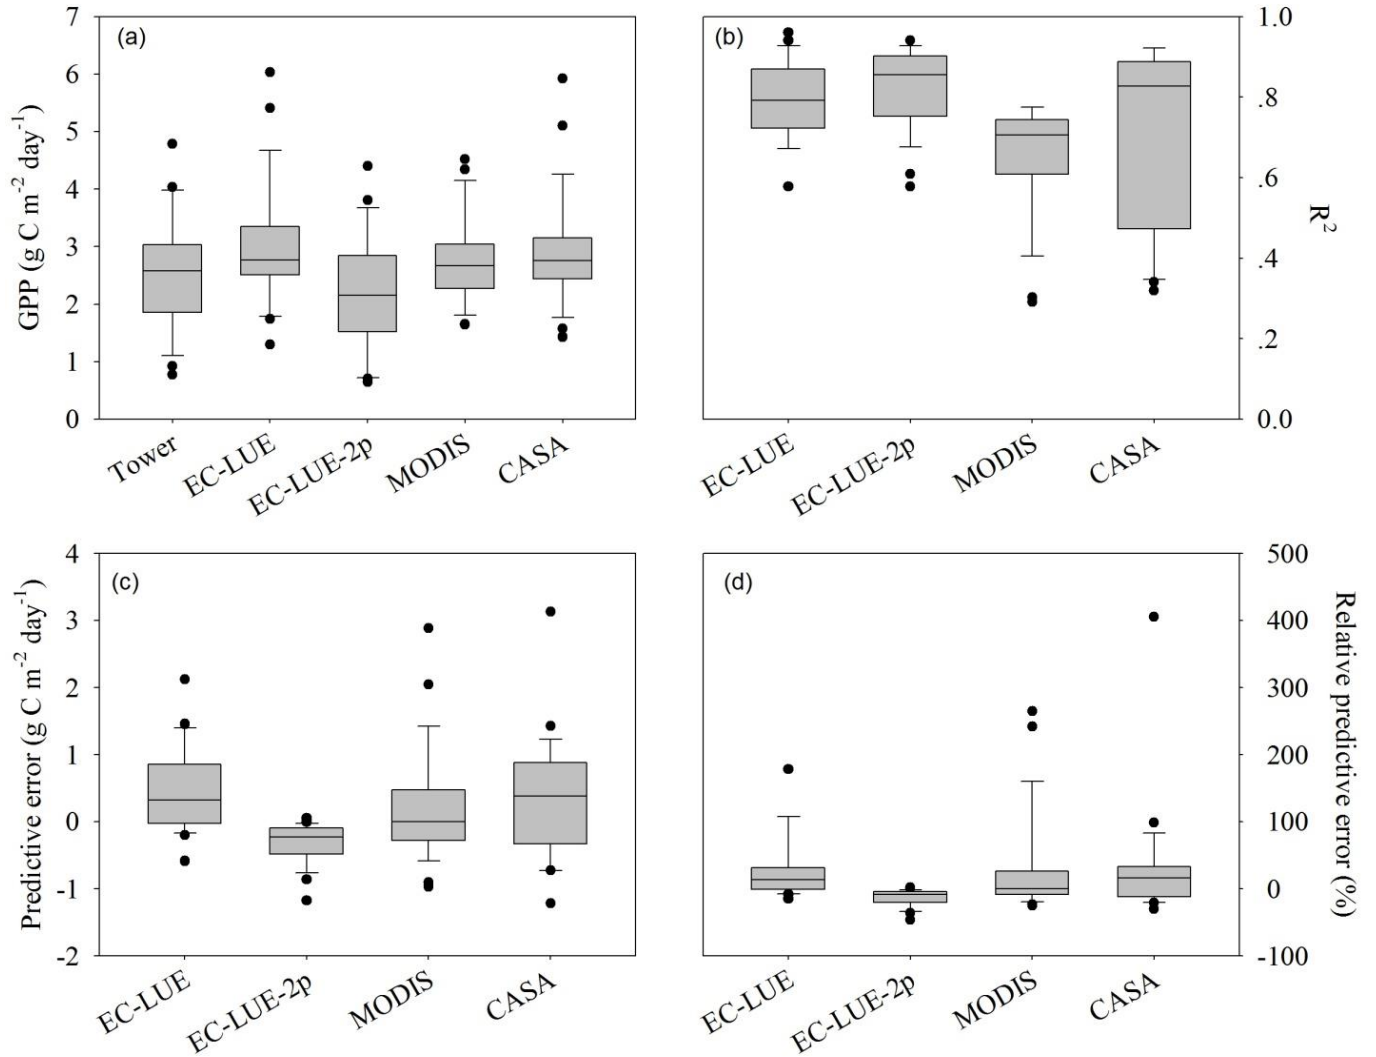 (a)
GPP (g C m⁻² day⁻¹)
7
6
5
4
3
2
1
0
Tower
EC-LUE
EC-LUE-2p
MODIS
CASA
(b)
R²
1.0
.8
.6
.4
.2
0.0
EC-LUE
EC-LUE-2p
MODIS
CASA
(c)
Predictive error (g C m⁻² day⁻¹)
4
3
2
1
0
-1
-2
EC-LUE
EC-LUE-2p
MODIS
CASA
(d)
Relative predictive error (%)
500
400
300
200
100
0
-100
EC-LUE
EC-LUE-2p
MODIS
CASA